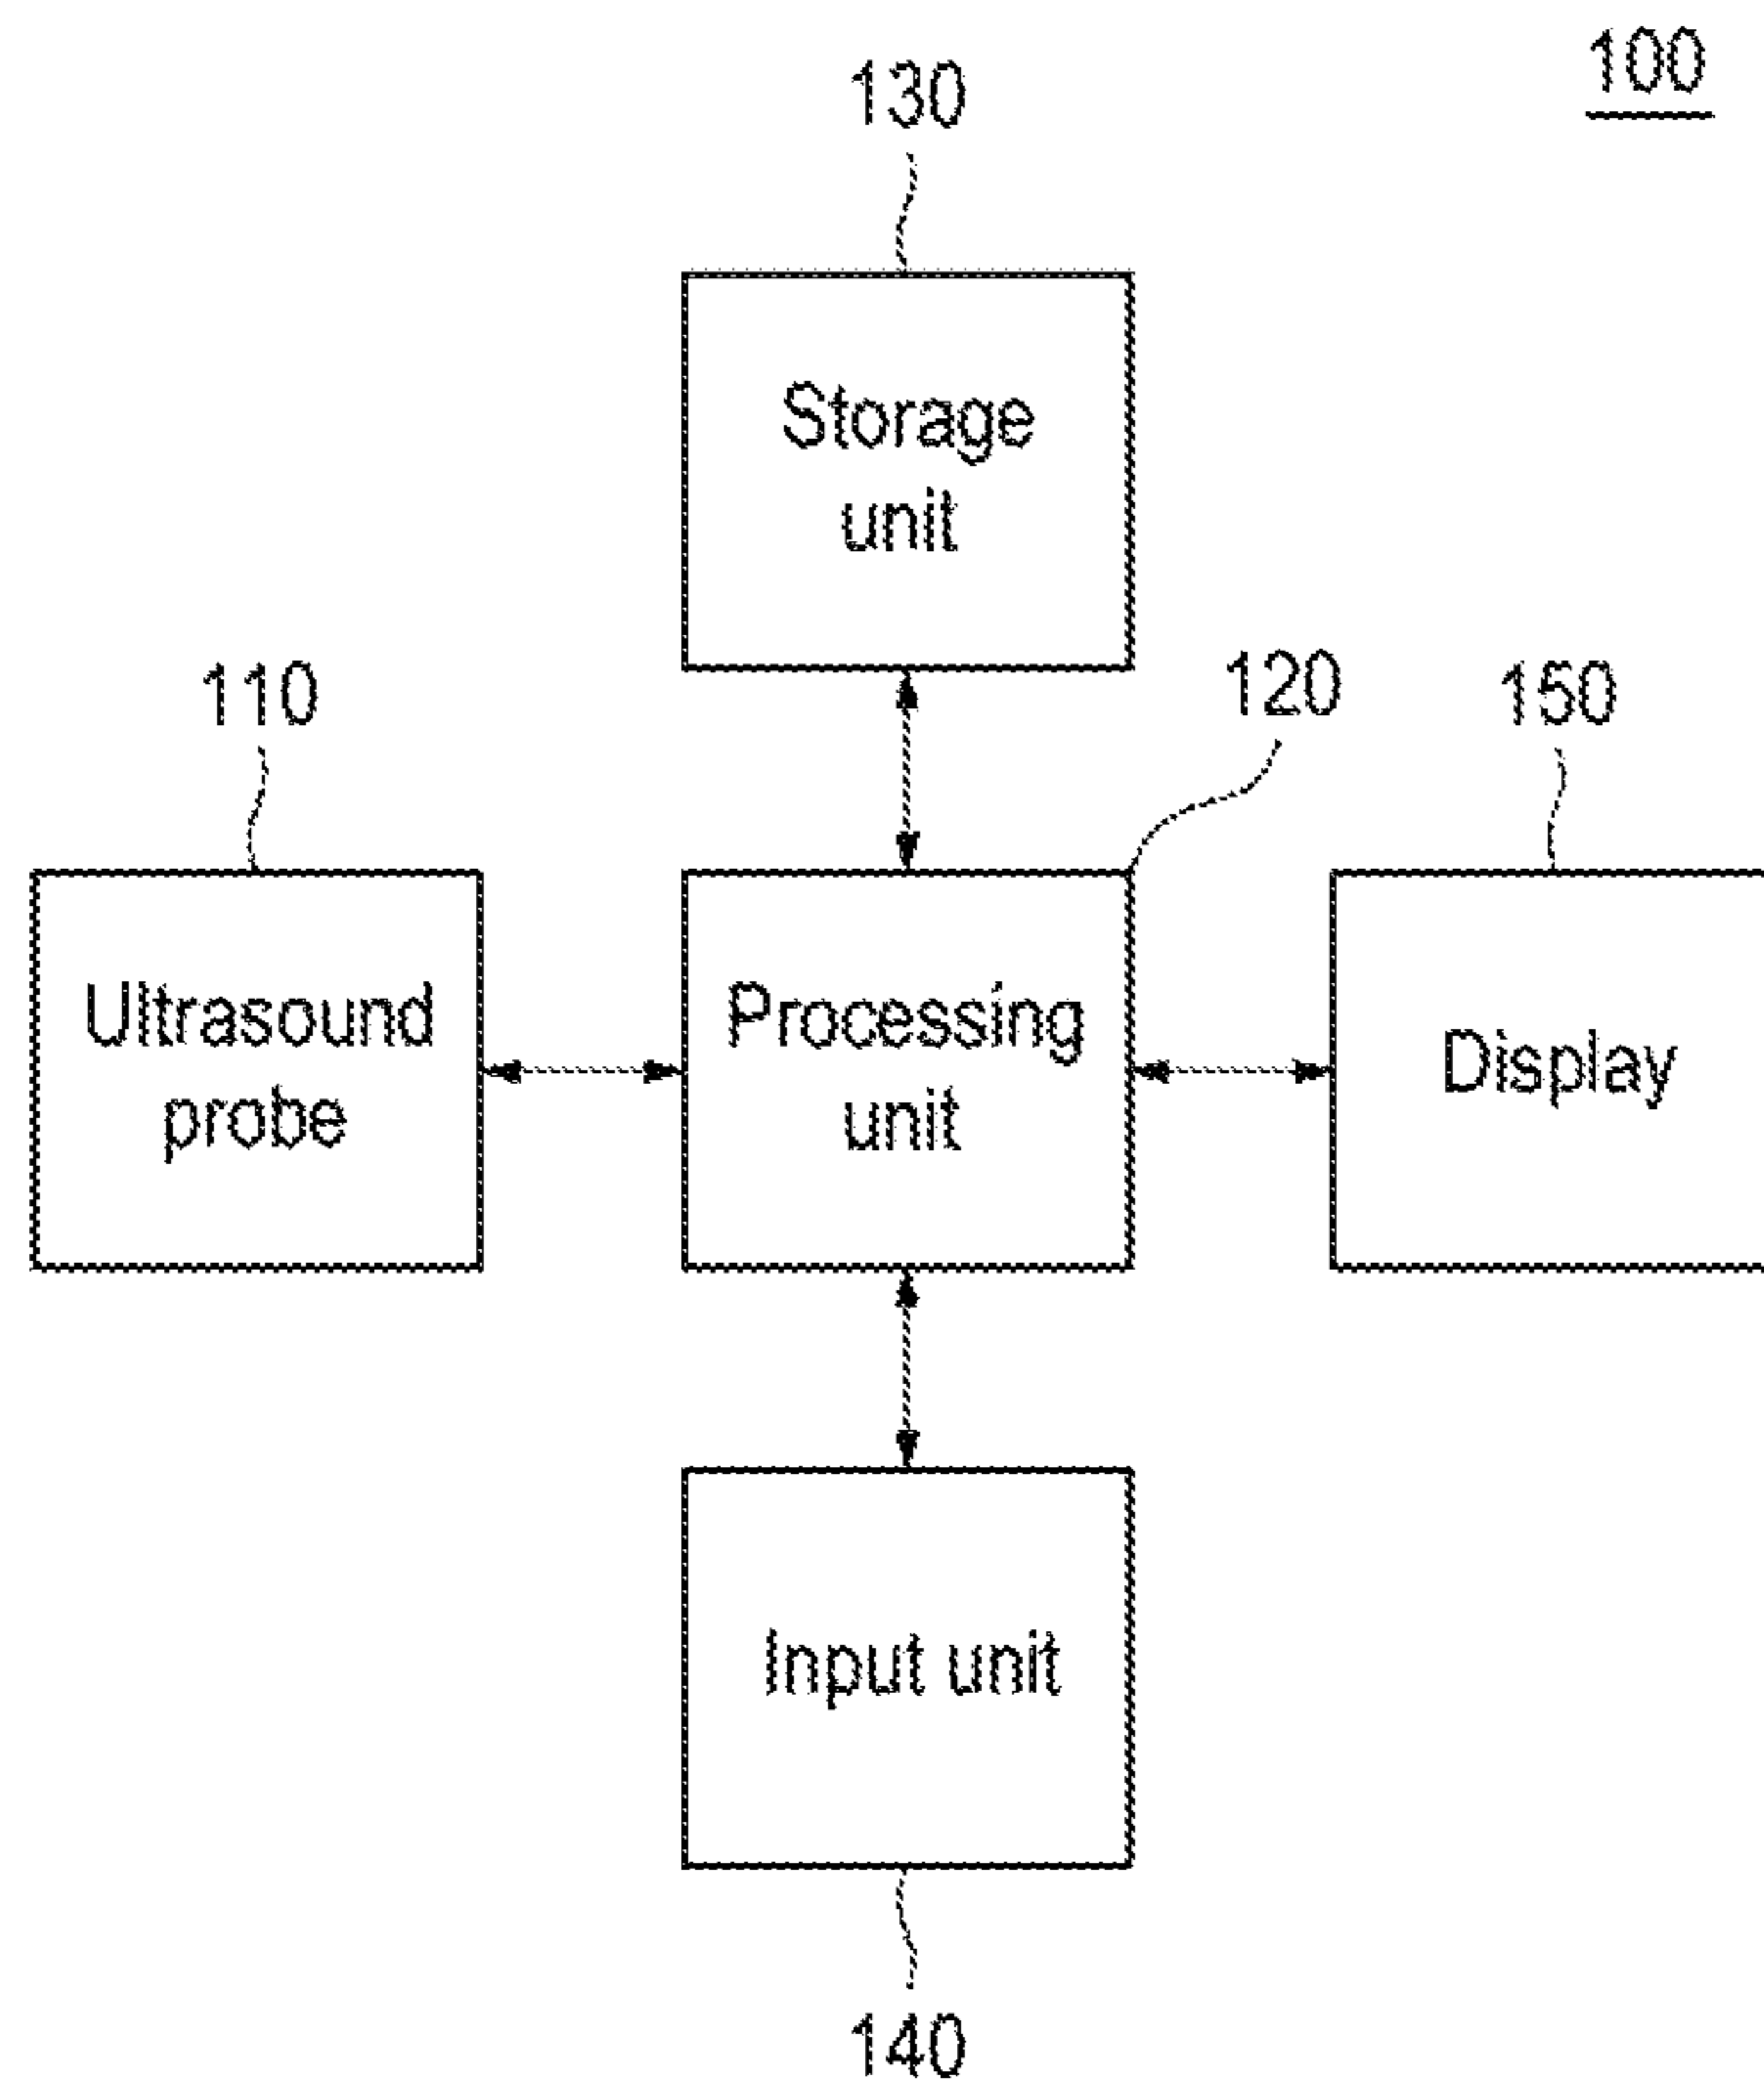 100
130
Storage
unit
110
120
150
Ultrasound
probe
Processing
unit
Display
Input unit
140